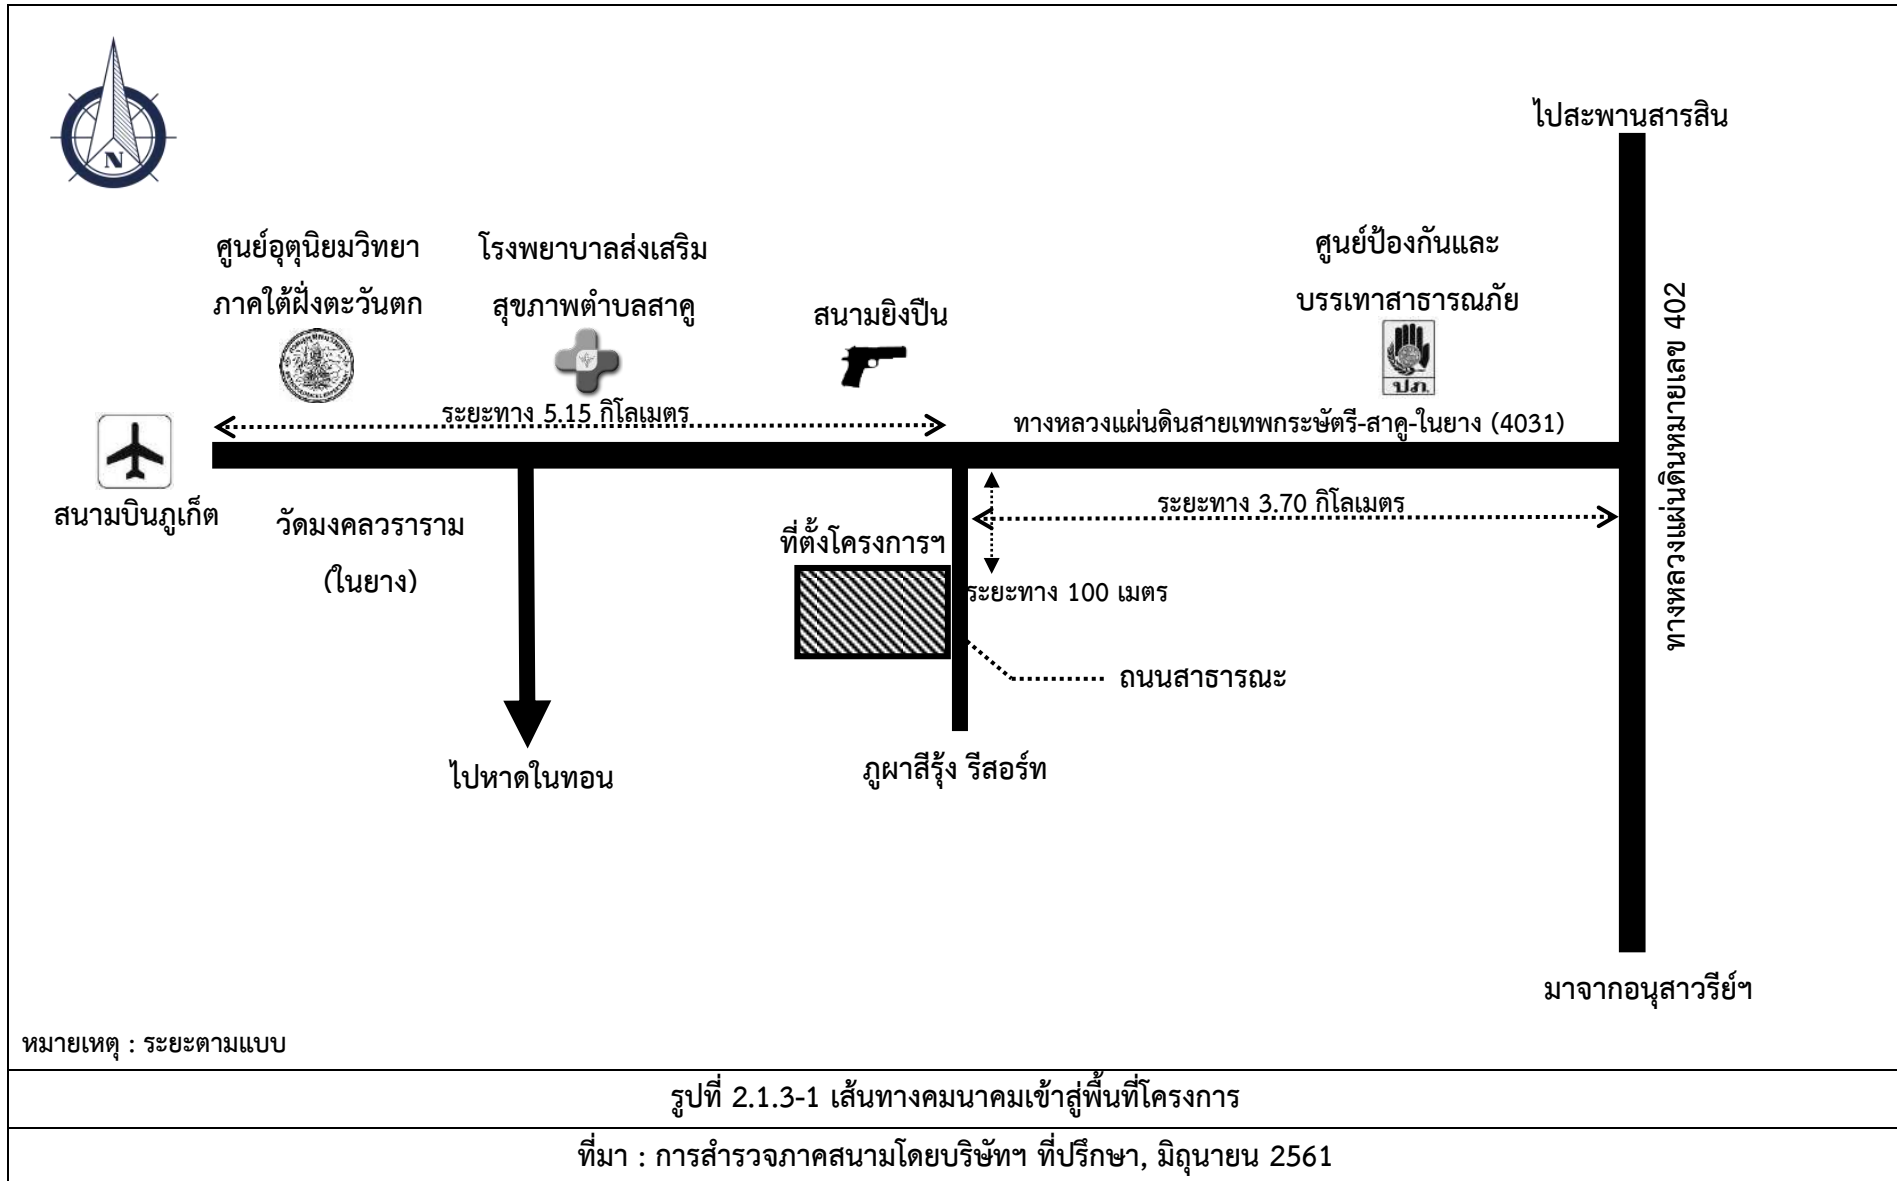 N
ไปสะพานสารสิน
ศูนย์อุตุนิยมวิทยา
ภาคใต้ฝั่งตะวันตก
โรงพยาบาลส่งเสริม
สุขภาพตำบลสาคู
สนามยิงปืน
ศูนย์ป้องกันและ
บรรเทาสาธารณภัย
ปภ.
ทางหลวงแผ่นดินหมายเลข 402
ระยะทาง 5.15 กิโลเมตร
ทางหลวงแผ่นดินสายเทพกระษัตรี-สาคู-ในยาง (4031)
สนามบินภูเก็ต
วัดมงคลวราราม
(ในยาง)
ระยะทาง 3.70 กิโลเมตร
ที่ตั้งโครงการฯ
ระยะทาง 100 เมตร
ถนนสาธารณะ
ไปหาดในทอน
ภูผาสีรุ้ง รีสอร์ท
มาจากอนุสาวรีย์ฯ
หมายเหตุ : ระยะตามแบบ
รูปที่ 2.1.3-1 เส้นทางคมนาคมเข้าสู่พื้นที่โครงการ
ที่มา : การสำรวจภาคสนามโดยบริษัทฯ ที่ปรึกษา, มิถุนายน 2561